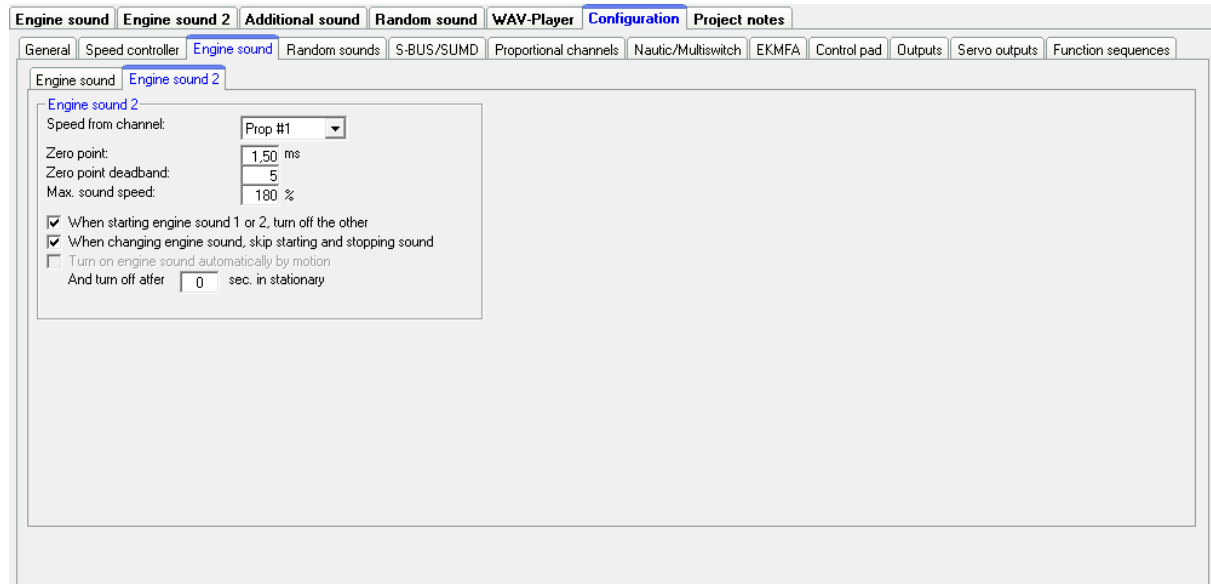 Engine sound Engine sound 2 Additional sound Random sound WAV-Player Configuration Project notes
General Speed controller Engine sound Random sounds S-BUS/SUMD Proportional channels Nautic/Multiswitch EKMFA Control pad Outputs Servo outputs Function sequences
Engine sound Engine sound 2
Engine sound 2
Speed from channel: Prop #1
Zero point: 1,50 ms
Zero point deadband: 5
Max. sound speed: 180 %
When starting engine sound 1 or 2, turn off the other
When changing engine sound, skip starting and stopping sound
Turn on engine sound automatically by motion
And turn off atfer 0 sec. in stationary